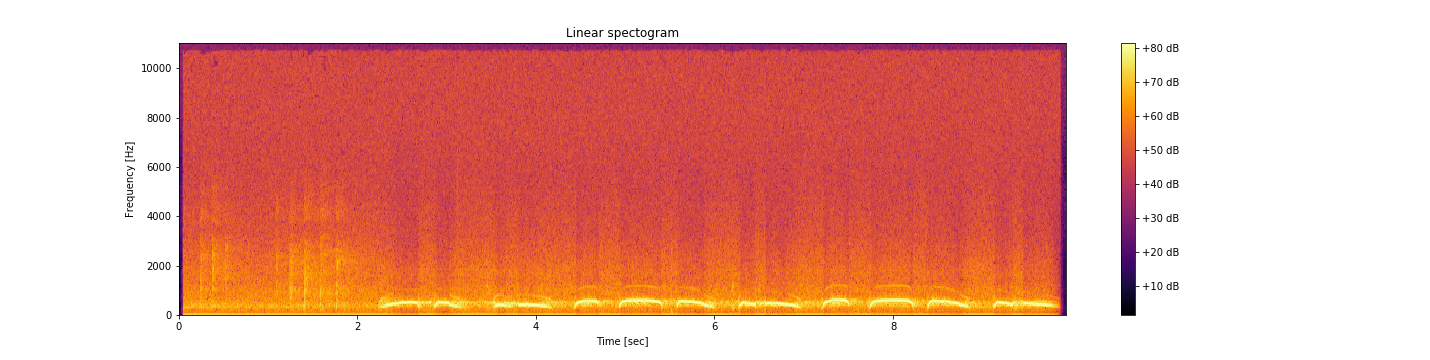 Linear spectogram
10000
8000
6000
4000
2000
0
Frequency [Hz]
0 2 4 6 8
Time [sec]
+80 dB
+70 dB
+60 dB
+50 dB
+40 dB
+30 dB
+20 dB
+10 dB